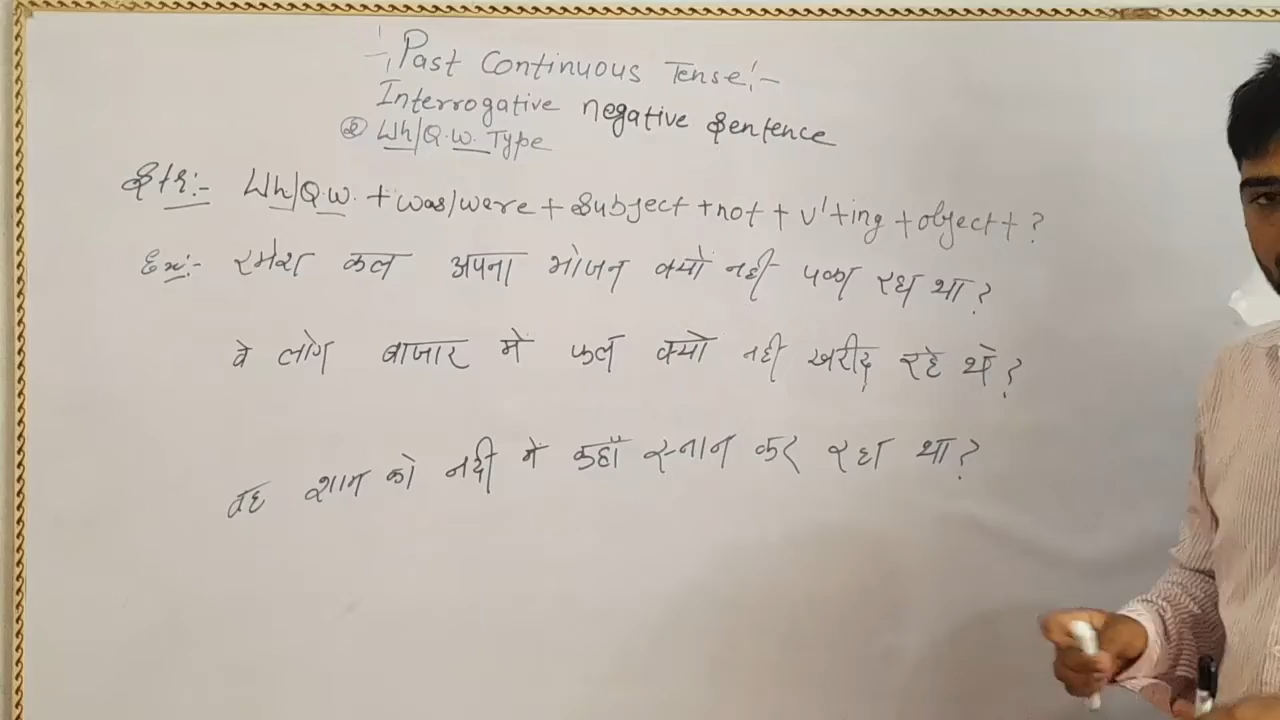 -: Past Continuous Tense :-
Interrogative negative Sentence
② Wh/Q.W. Type
Str:- Wh/Q.W. + was/were + Subject + not + V¹+ing + object + ?
Ex:- रमेश कल अपना भोजन क्यों नही पका रहा था?
वे लोग बाजार में फल क्यो नही खरीद रहे थे?
वह शाम को नदी में कहाँ स्नान कर रहा था?